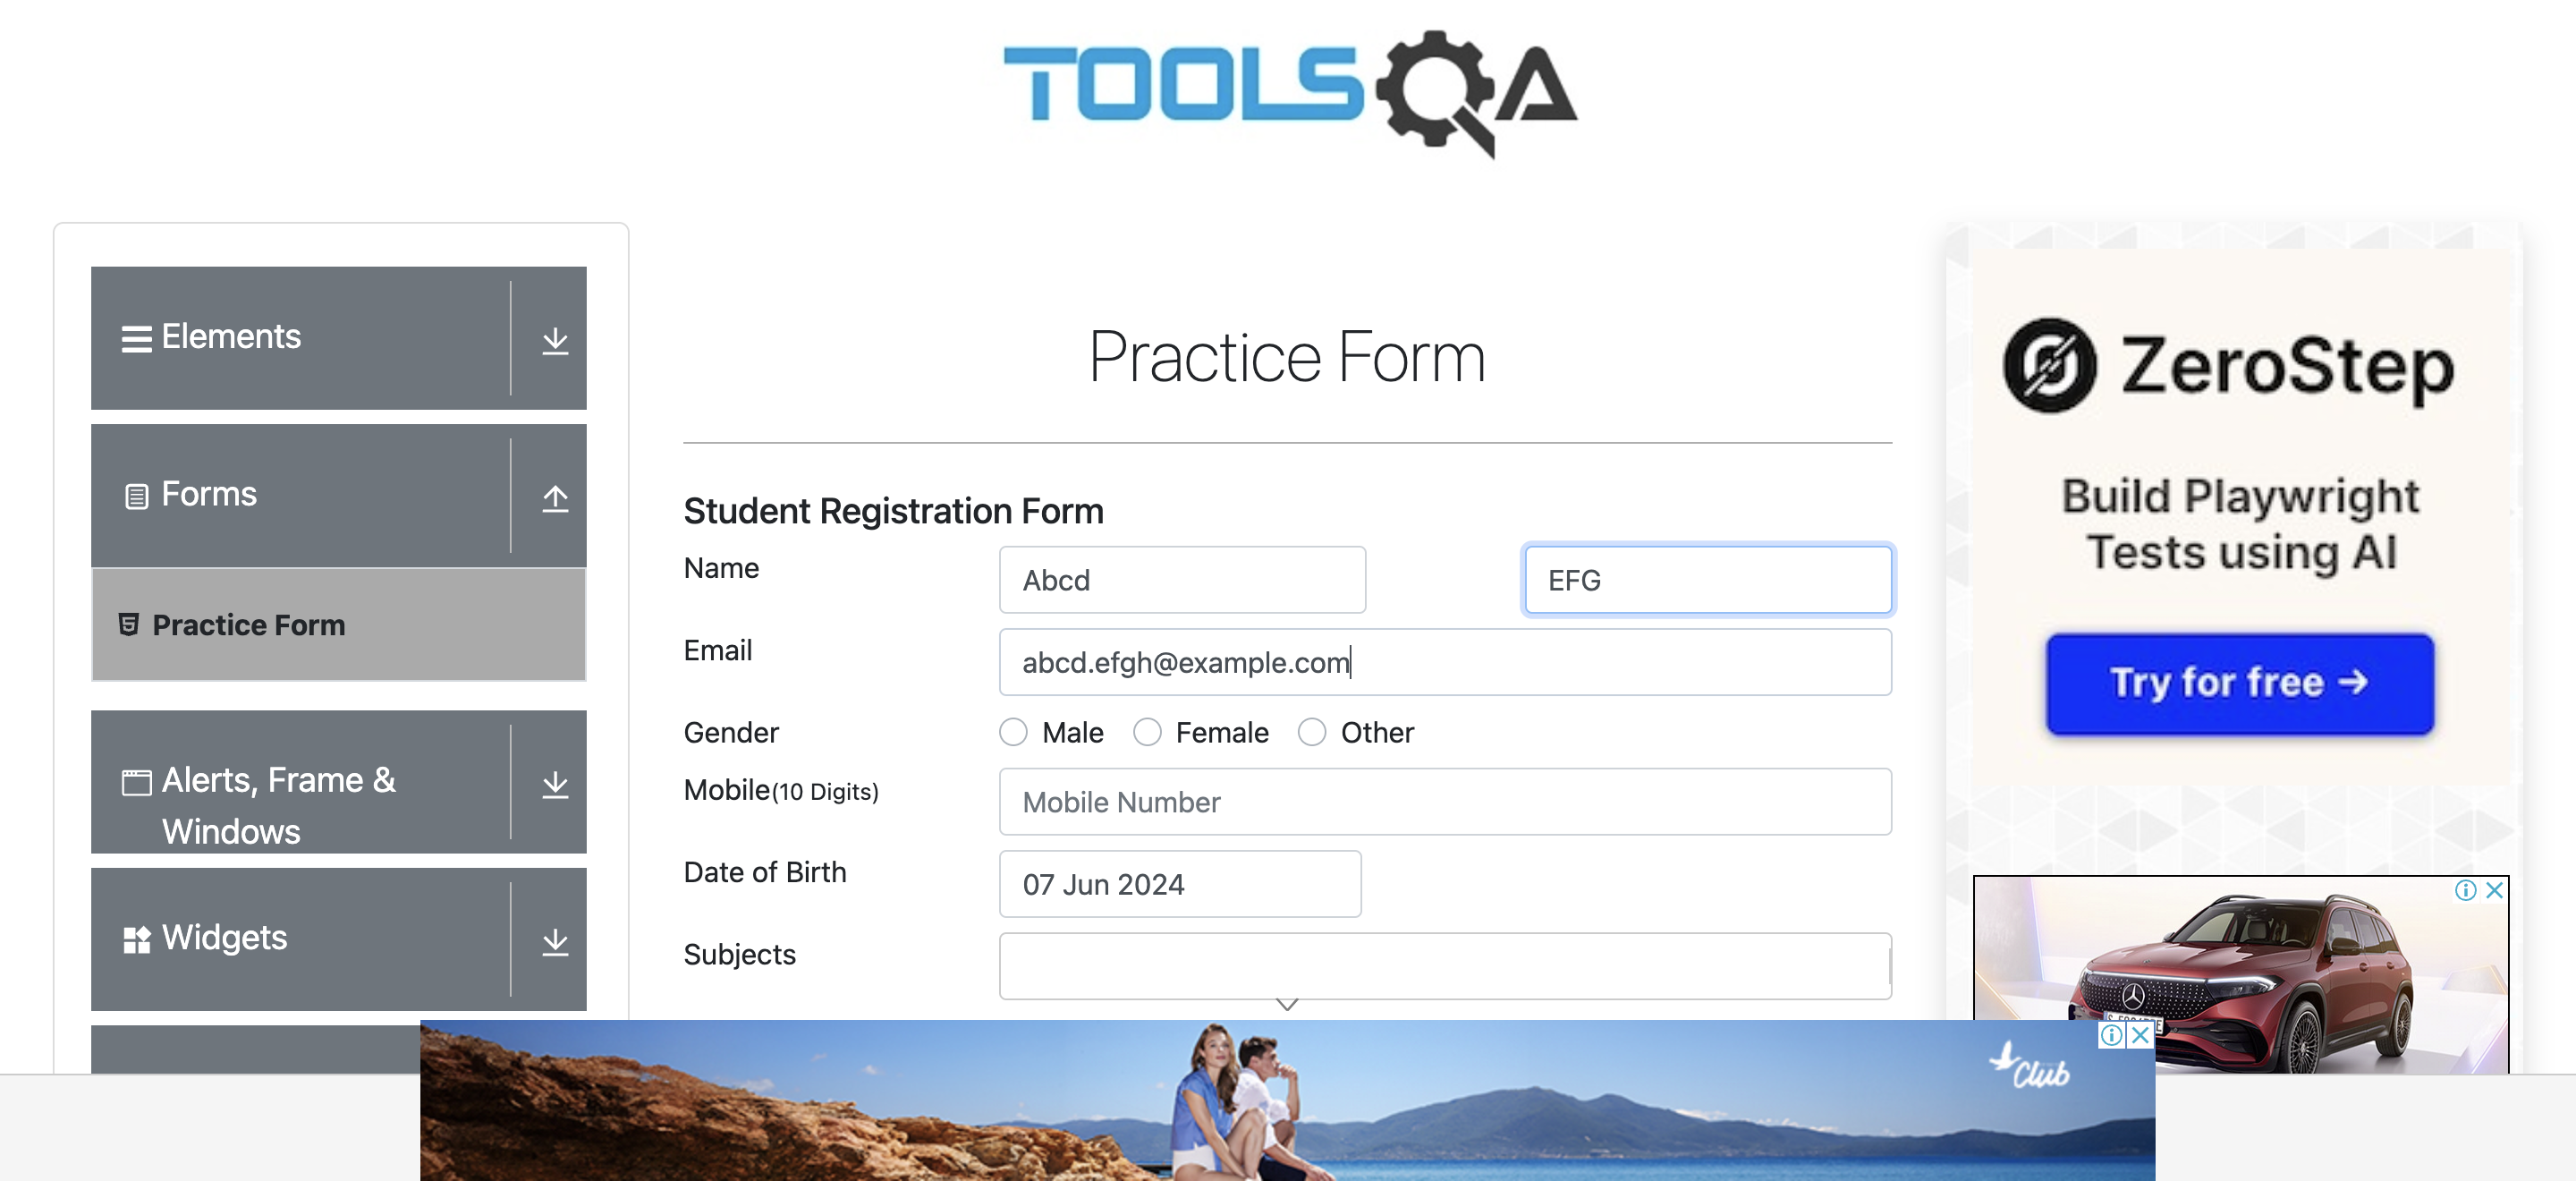 TOOLSQA
Elements
Forms
Practice Form
Alerts, Frame &
Windows
Widgets
Practice Form
Student Registration Form
Name
Abcd
EFG
Email
abcd.efgh@example.com
Gender
Male
Female
Other
Mobile(10 Digits)
Mobile Number
Date of Birth
07 Jun 2024
Subjects
ZeroStep
Build Playwright
Tests using AI
Try for free →
Club